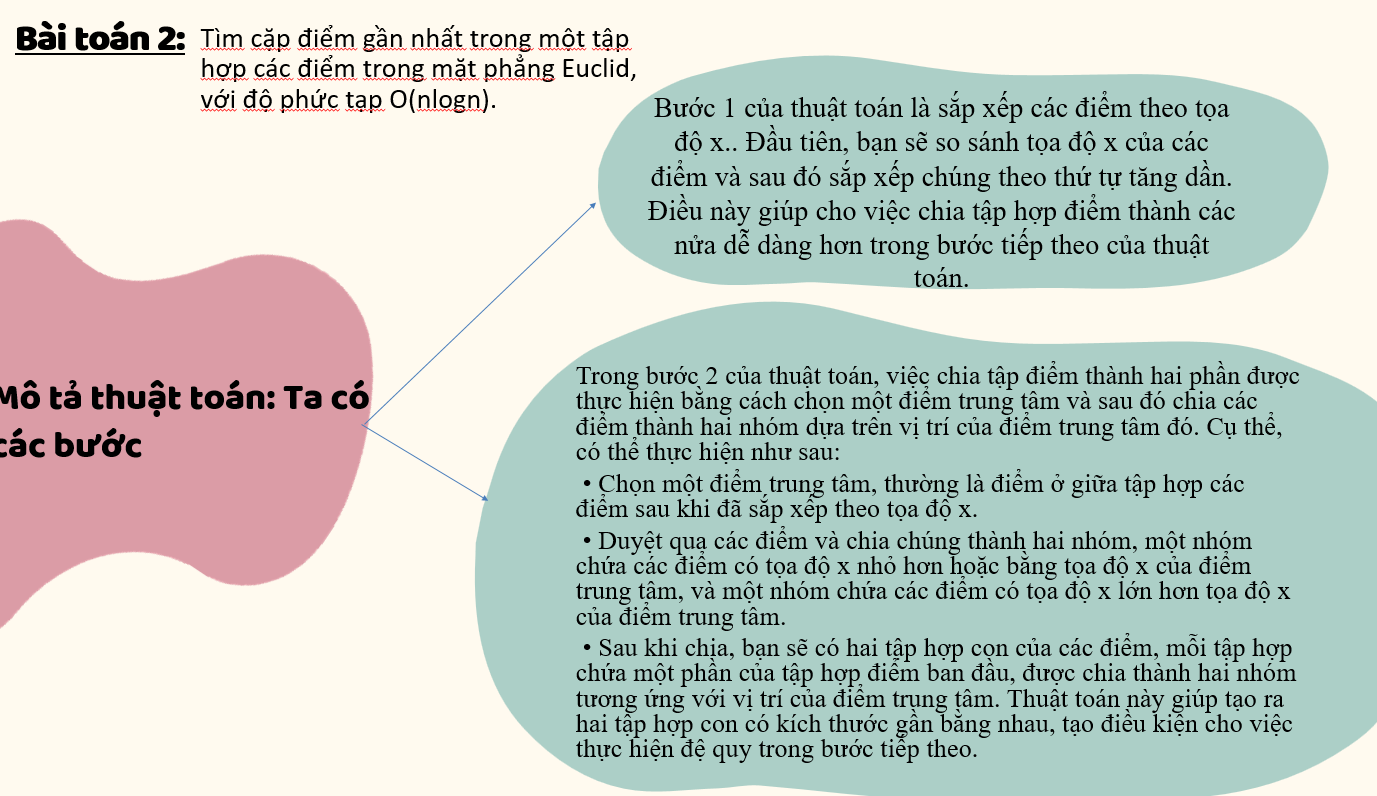 Bài toán 2:
Tìm cặp điểm gần nhất trong một tập
hợp các điểm trong mặt phẳng Euclid,
với độ phức tạp O(nlogn).
Bước 1 của thuật toán là sắp xếp các điểm theo tọa
độ x.. Đầu tiên, bạn sẽ so sánh tọa độ x của các
điểm và sau đó sắp xếp chúng theo thứ tự tăng dần.
Điều này giúp cho việc chia tập hợp điểm thành các
nửa dễ dàng hơn trong bước tiếp theo của thuật
toán.
Mô tả thuật toán: Ta có
các bước
Trong bước 2 của thuật toán, việc chia tập điểm thành hai phần được
thực hiện bằng cách chọn một điểm trung tâm và sau đó chia các
điểm thành hai nhóm dựa trên vị trí của điểm trung tâm đó. Cụ thể,
có thể thực hiện như sau:
• Chọn một điểm trung tâm, thường là điểm ở giữa tập hợp các
điểm sau khi đã sắp xếp theo tọa độ x.
• Duyệt qua các điểm và chia chúng thành hai nhóm, một nhóm
chứa các điểm có tọa độ x nhỏ hơn hoặc bằng tọa độ x của điểm
trung tâm, và một nhóm chứa các điểm có tọa độ x lớn hơn tọa độ x
của điểm trung tâm.
• Sau khi chia, bạn sẽ có hai tập hợp con của các điểm, mỗi tập hợp
chứa một phần của tập hợp điểm ban đầu, được chia thành hai nhóm
tương ứng với vị trí của điểm trung tâm. Thuật toán này giúp tạo ra
hai tập hợp con có kích thước gần bằng nhau, tạo điều kiện cho việc
thực hiện đệ quy trong bước tiếp theo.